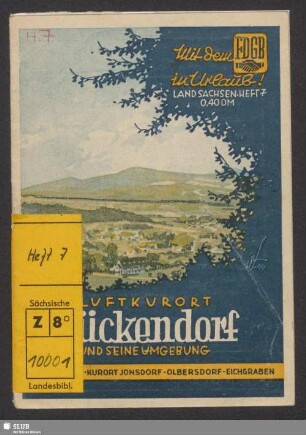 H. 7
Mit dem FDGB
in Urlaub!
LAND SACHSEN-HEFT 7
0,40 DM
Heft 7
Sächsische
Z 8°
10001
Landesbibl.
LUFTKURORT
ückendorf
UND SEINE UMGEBUNG
-KURORT JONSDORF-OLBERSDORF-EICHGRABEN
SLUB